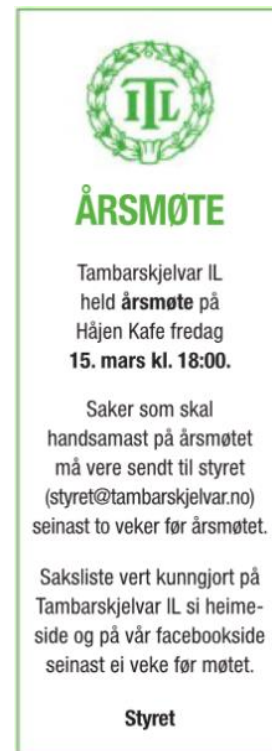 ITL
ÅRSMØTE
Tambarskjelvar IL
held årsmøte på
Håjen Kafe fredag
15. mars kl. 18:00.
Saker som skal
handsamast på årsmøtet
må vere sendt til styret
(styret@tambarskjelvar.no)
seinast to veker før årsmøtet.
Saksliste vert kunngjort på
Tambarskjelvar IL si heime-
side og på vår facebookside
seinast ei veke før møtet.
Styret